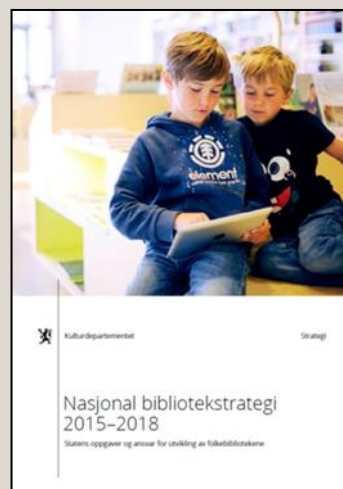 element
Kulturdepartementet
Strategi
Nasjonal bibliotekstrategi
2015–2018
Statens oppgaver og ansvar for utvikling av folkebibliotekene